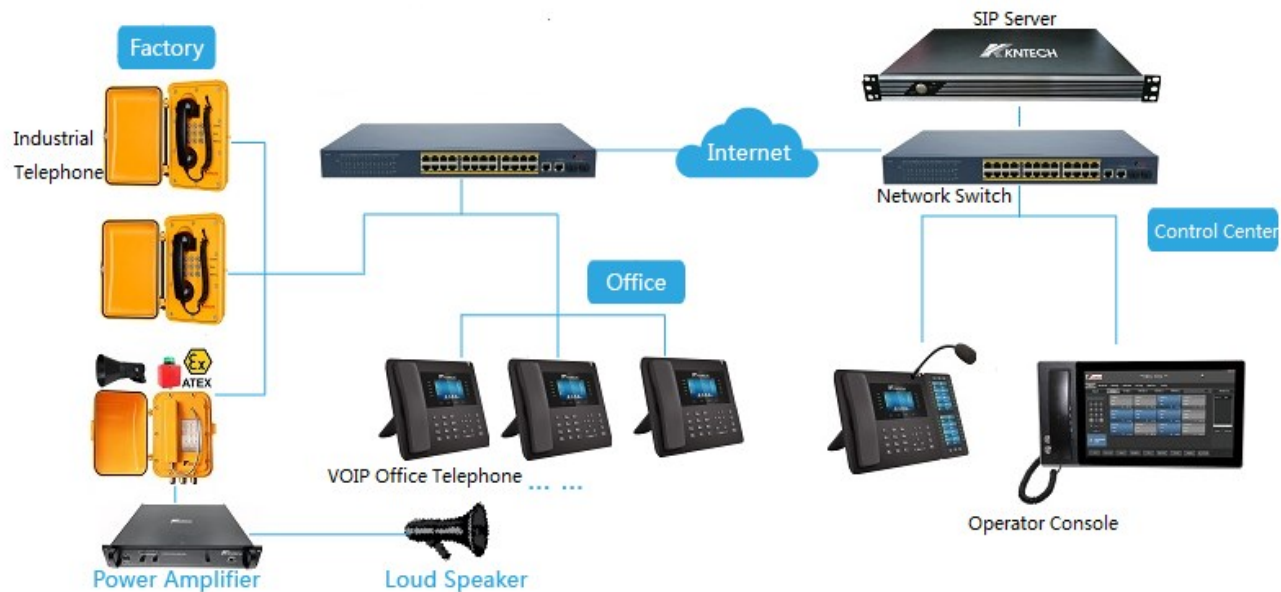 SIP Server
Factory
KNTECH
Industrial
Telephone
Internet
Network Switch
Control Center
Office
Ex
ATEX
VOIP Office Telephone ... ...
Operator Console
Power Amplifier
Loud Speaker